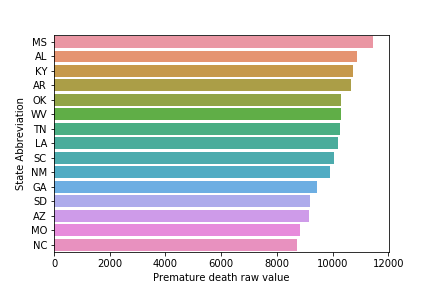 MS
AL
KY
AR
OK
WV
TN
LA
SC
NM
GA
SD
AZ
MO
NC
State Abbreviation
0 2000 4000 6000 8000 10000 12000
Premature death raw value